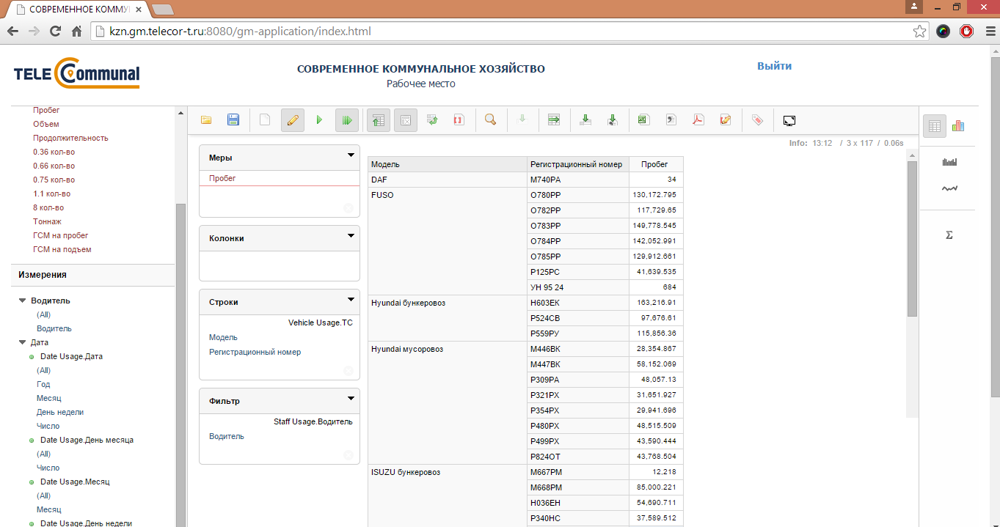 СОВРЕМЕННОЕ КОММУН
kzn.gm.telecor-t.ru:8080/gm-application/index.html
TELE Communal
СОВРЕМЕННОЕ КОММУНАЛЬНОЕ ХОЗЯЙСТВО
Рабочее место
Выйти
Пробег
Объем
Продолжительность
0.36 кол-во
0.66 кол-во
0.75 кол-во
1.1 кол-во
8 кол-во
Тоннаж
ГСМ на пробег
ГСМ на подъем
Измерения
Водитель
(All)
Водитель
Дата
Date Usage.Дата
(All)
Год
Месяц
День недели
Число
Date Usage.День месяца
(All)
Число
Date Usage.Месяц
(All)
Месяц
Date Usage.День недели
Меры
Пробег
Колонки
Строки
Vehicle Usage.ТС
Модель
Регистрационный номер
Фильтр
Staff Usage.Водитель
Водитель
Info: 13:12 / 3 x 117 / 0.06s
Модель Регистрационный номер Пробег
DAF М740РА 34
FUSO О780РР 130,172.795
О782РР 117,729.65
О783РР 149,778.545
О784РР 142,052.991
О785РР 129,912.661
Р125РС 41,639.535
УН 95 24 684
Hyundai бункеровоз Н603ЕК 163,216.91
Р524СВ 97,676.61
Р559РУ 115,856.36
Hyundai мусоровоз М446ВК 28,354.867
М447ВК 58,152.069
Р309РА 48,057.13
Р321РХ 31,651.927
Р354РХ 29,941.696
Р480РХ 48,515.509
Р499РХ 43,590.444
Р824ОТ 43,768.504
ISUZU бункеровоз М667РМ 12,218
М668РМ 85,000.221
Н036ЕН 54,690.711
Р340НС 37,589.512
Σ